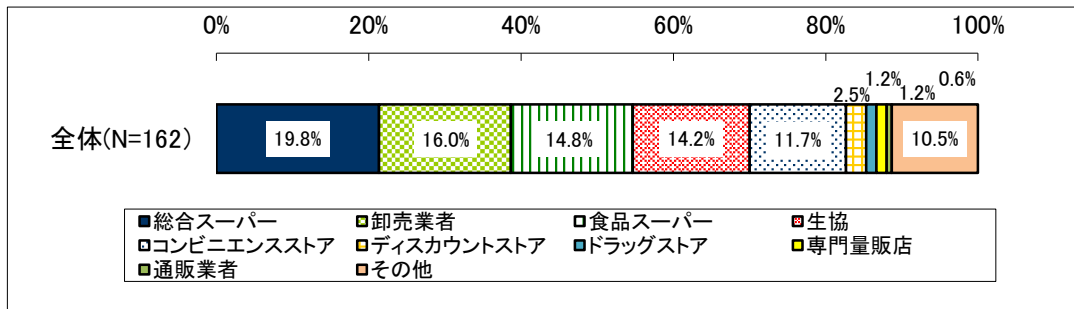 0% 20% 40% 60% 80% 100%
1.2% 0.6%
2.5% 1.2%
全体(N=162) 19.8% 16.0% 14.8% 14.2% 11.7% 10.5%
総合スーパー 卸売業者 食品スーパー 生協
コンビニエンスストア ディスカウントストア ドラッグストア 専門量販店
通販業者 その他